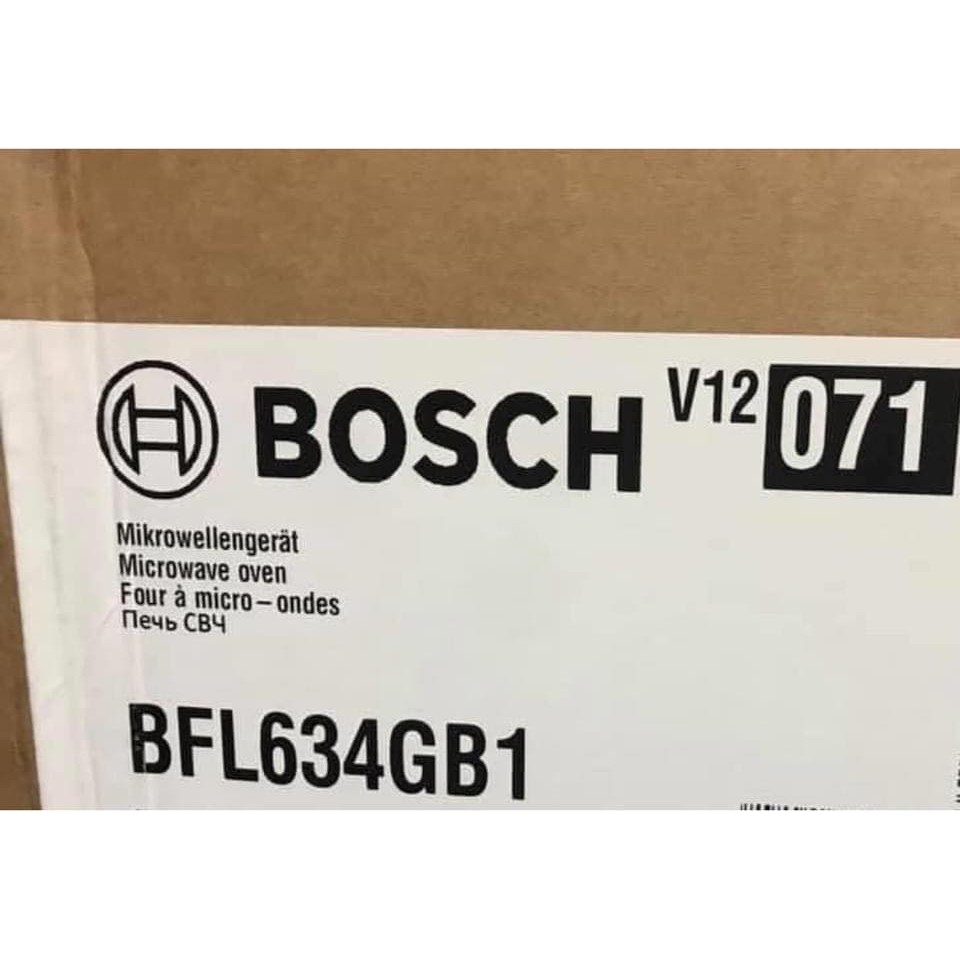 BOSCH V12 071
Mikrowellengerät
Microwave oven
Four à micro – ondes
Печь СВЧ
BFL634GB1